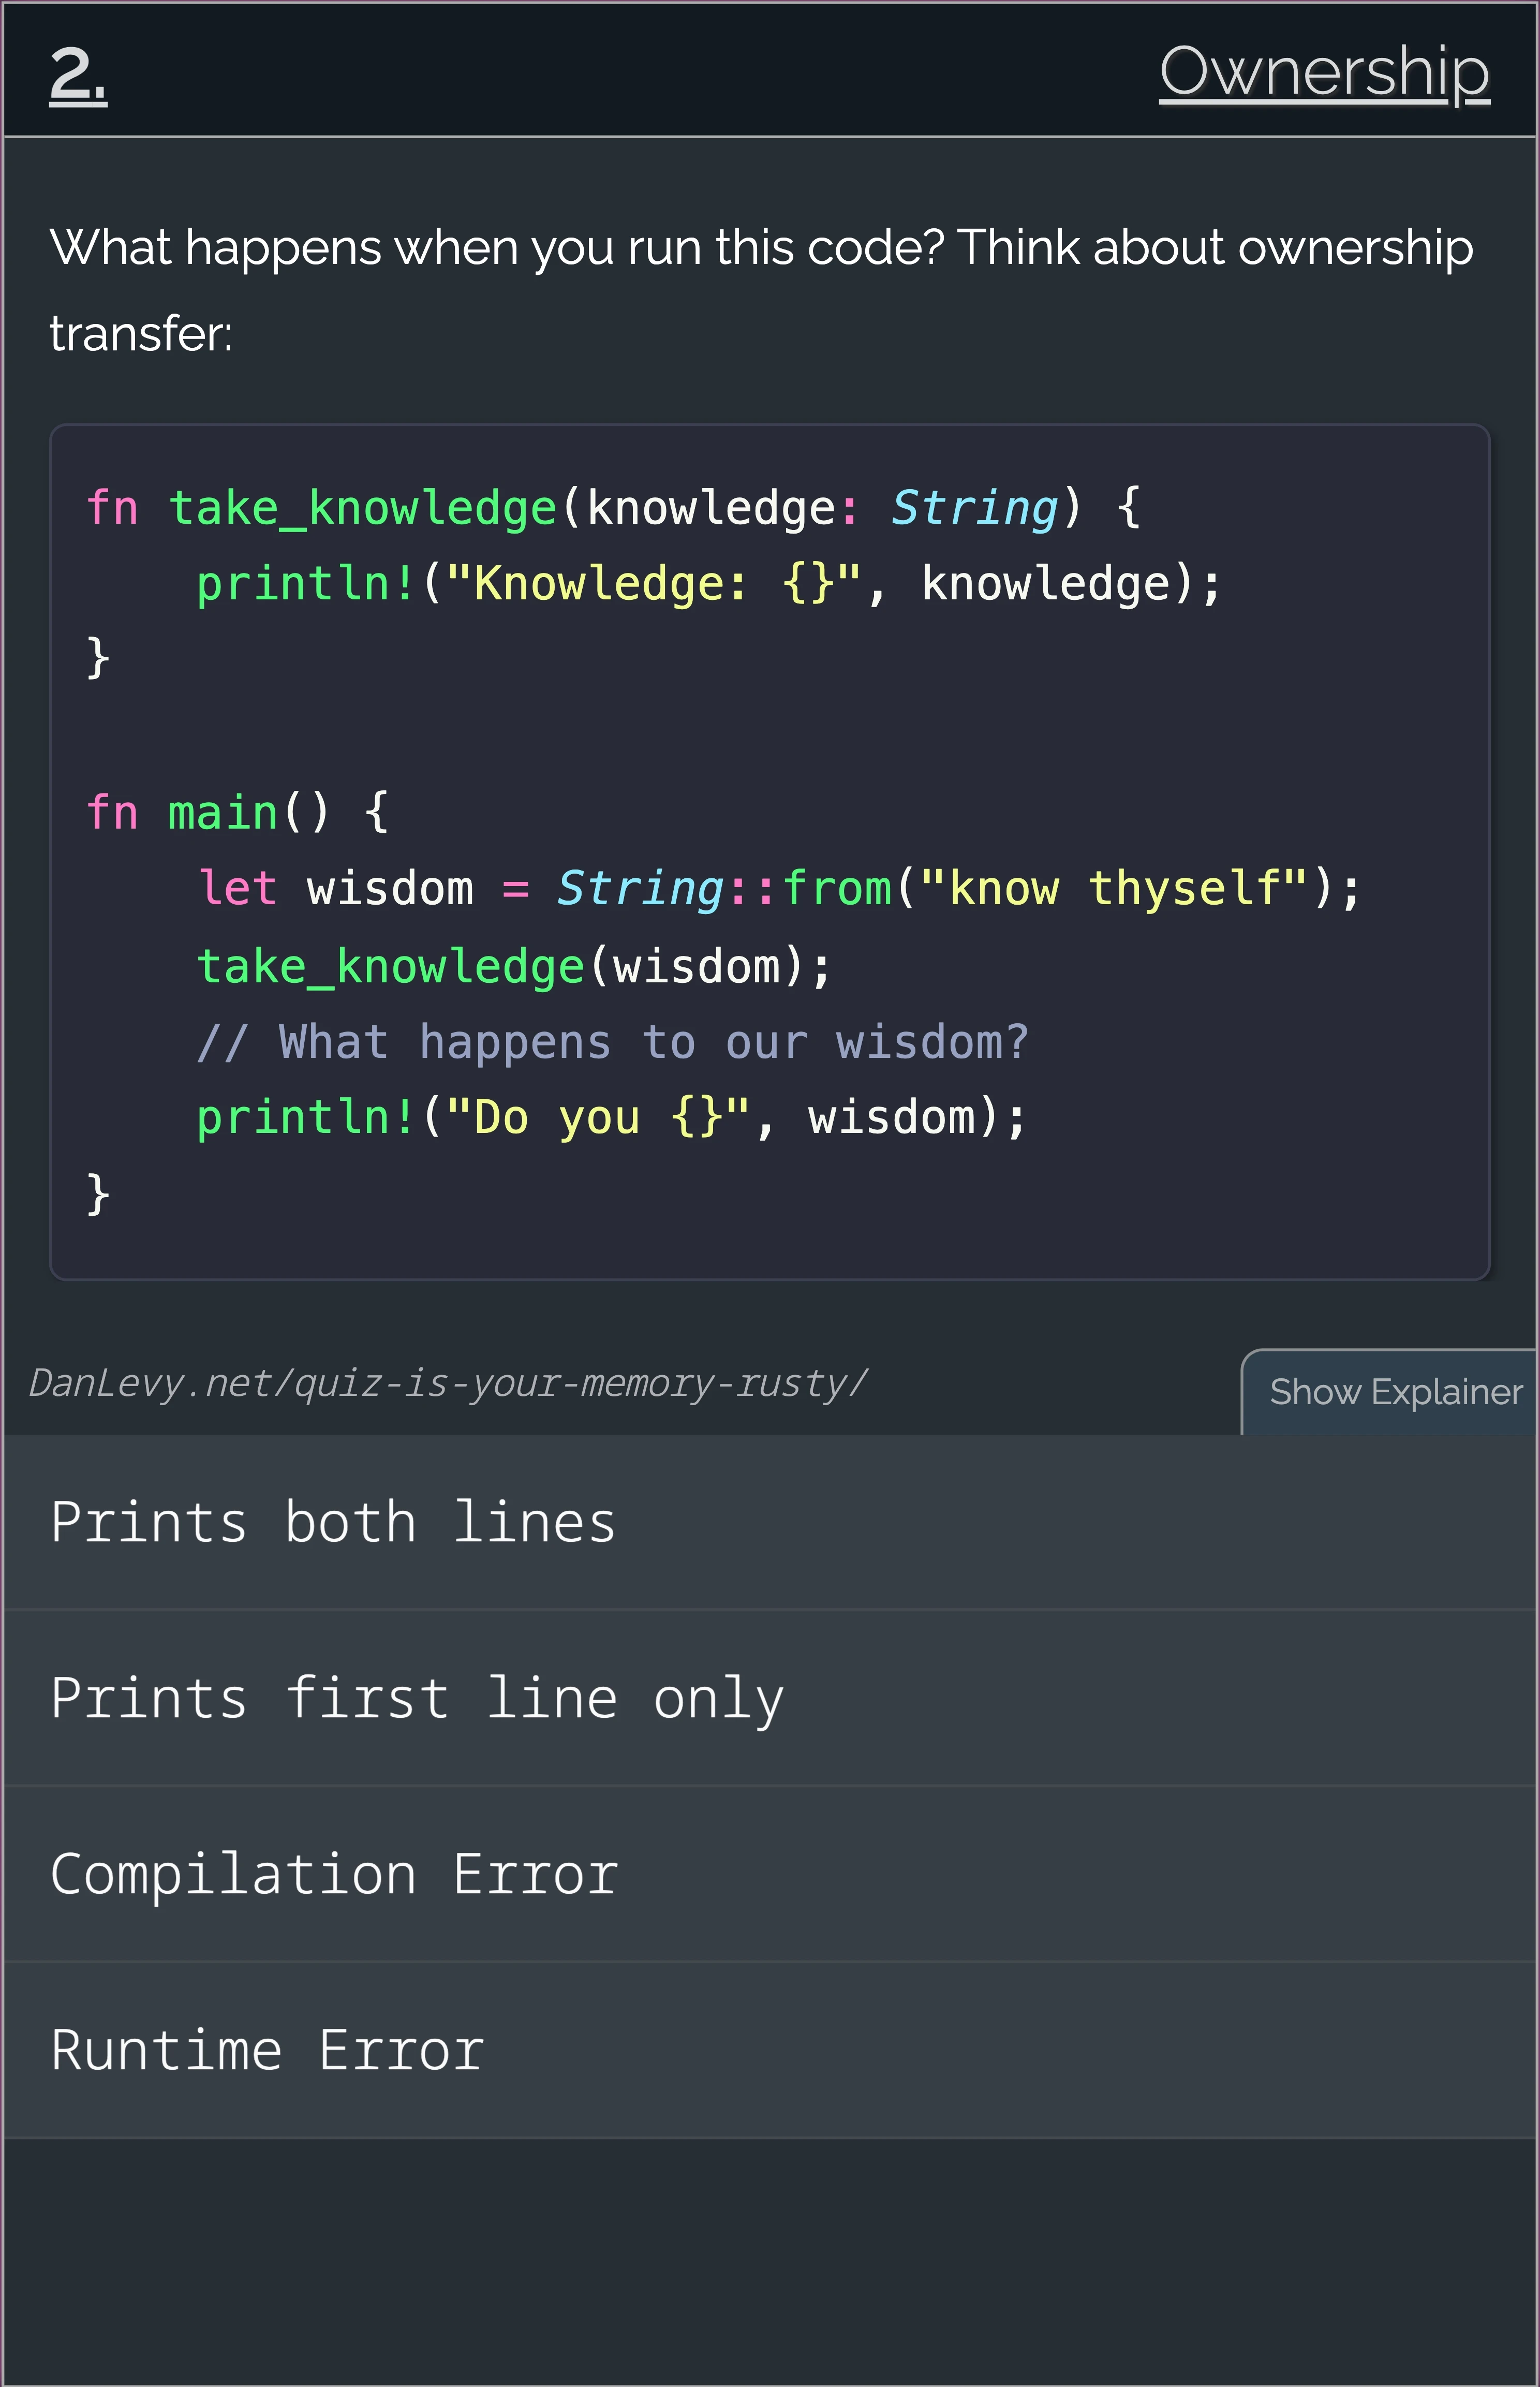 2.
Ownership
What happens when you run this code? Think about ownership
transfer:
fn take_knowledge(knowledge: String) {
    println!("Knowledge: {}", knowledge);
}

fn main() {
    let wisdom = String::from("know thyself");
    take_knowledge(wisdom);
    // What happens to our wisdom?
    println!("Do you {}", wisdom);
}
DanLevy.net/quiz-is-your-memory-rusty/
Show Explainer
Prints both lines
Prints first line only
Compilation Error
Runtime Error